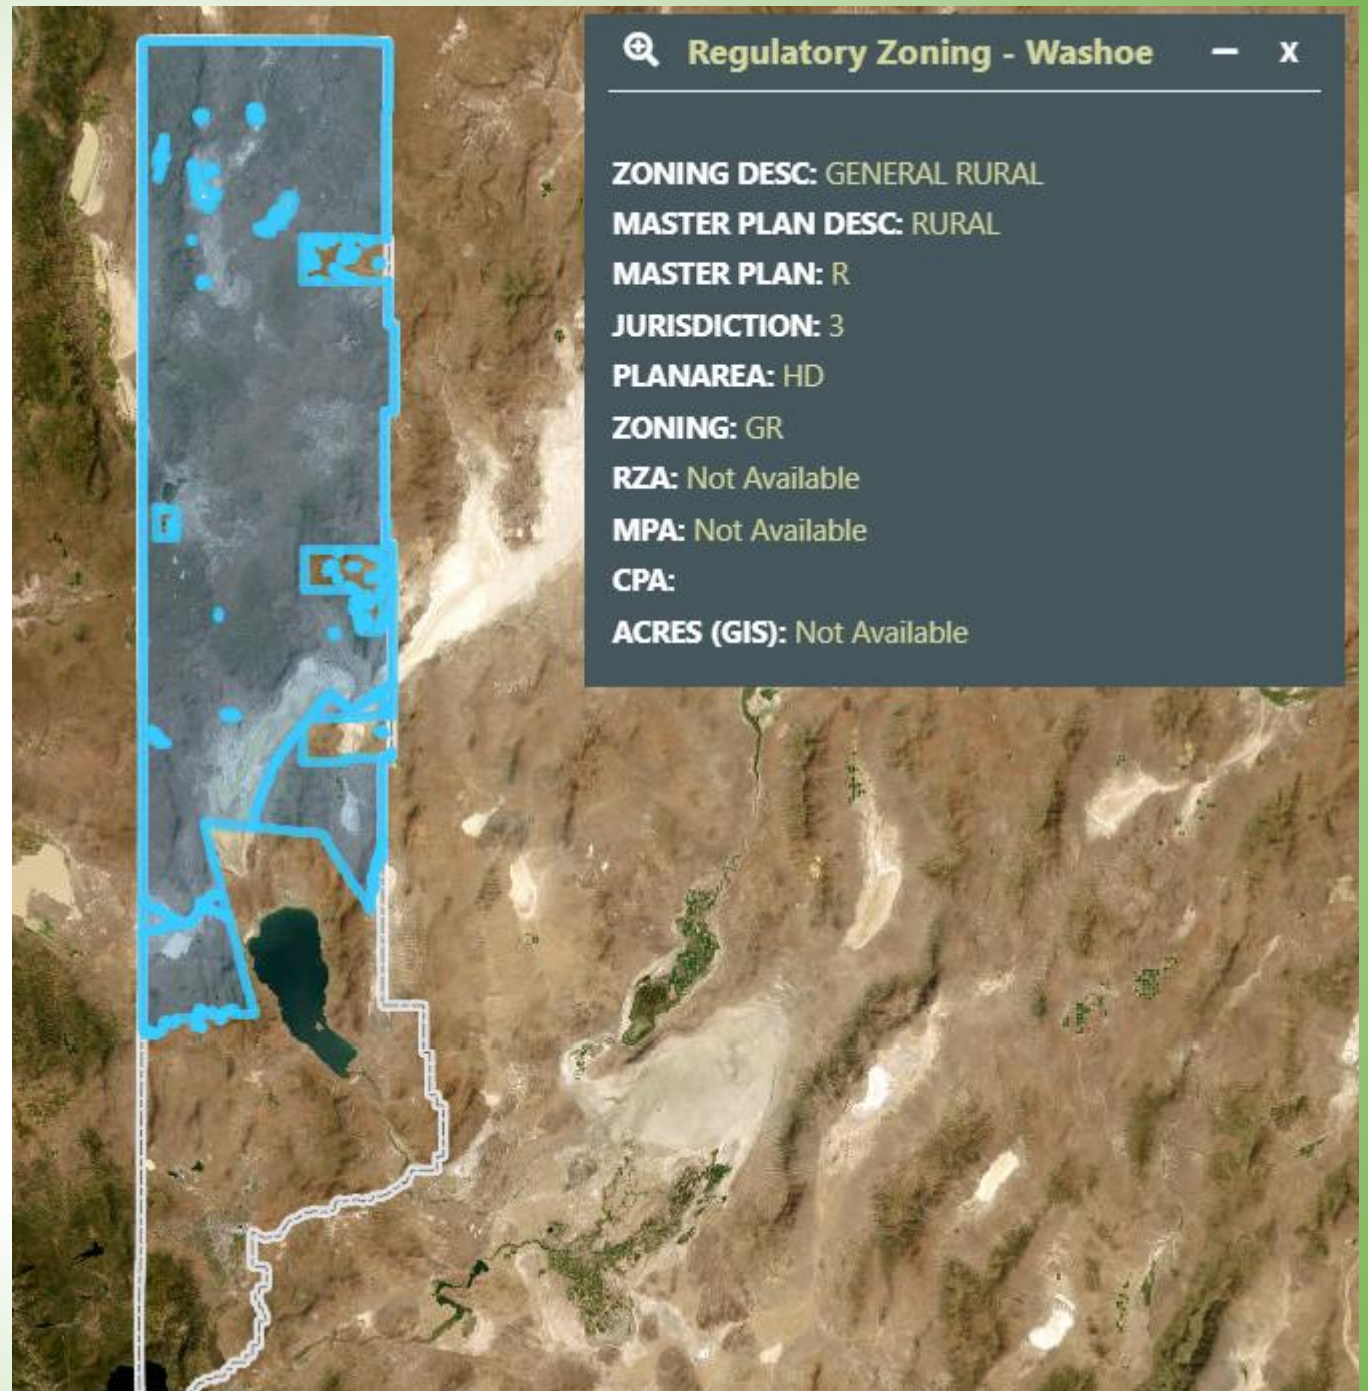 Regulatory Zoning - Washoe – x
ZONING DESC: GENERAL RURAL
MASTER PLAN DESC: RURAL
MASTER PLAN: R
JURISDICTION: 3
PLANAREA: HD
ZONING: GR
RZA: Not Available
MPA: Not Available
CPA:
ACRES (GIS): Not Available